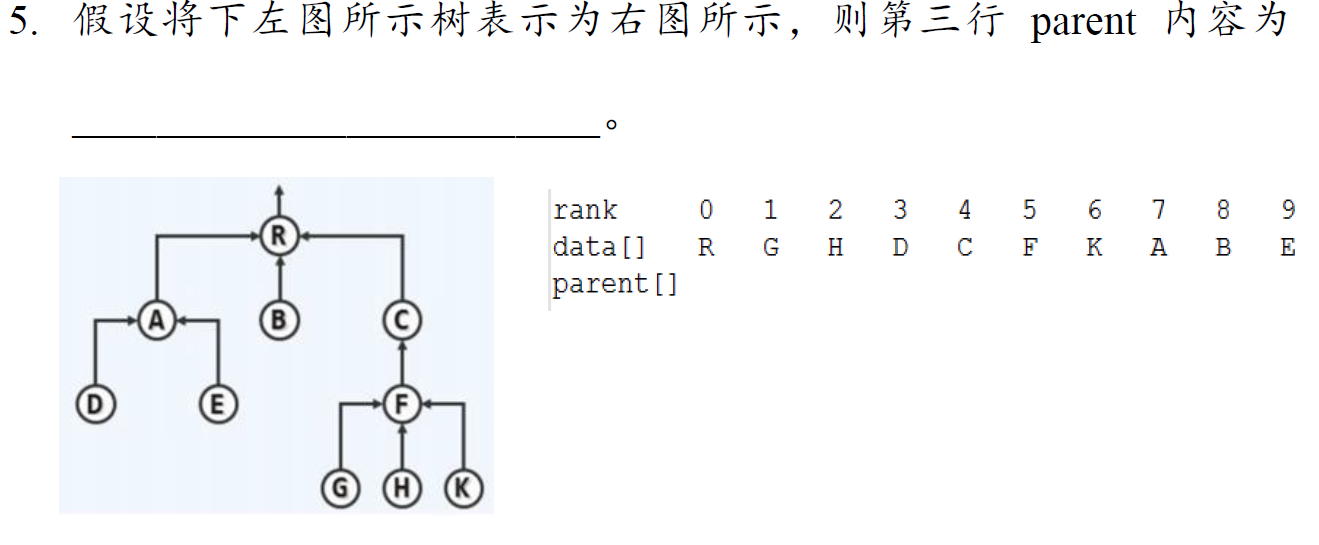 5. 假设将下左图所示树表示为右图所示，则第三行 parent 内容为
____________________。
R
A B C
D E F
G H K
rank 0 1 2 3 4 5 6 7 8 9
data[] R G H D C F K A B E
parent[]